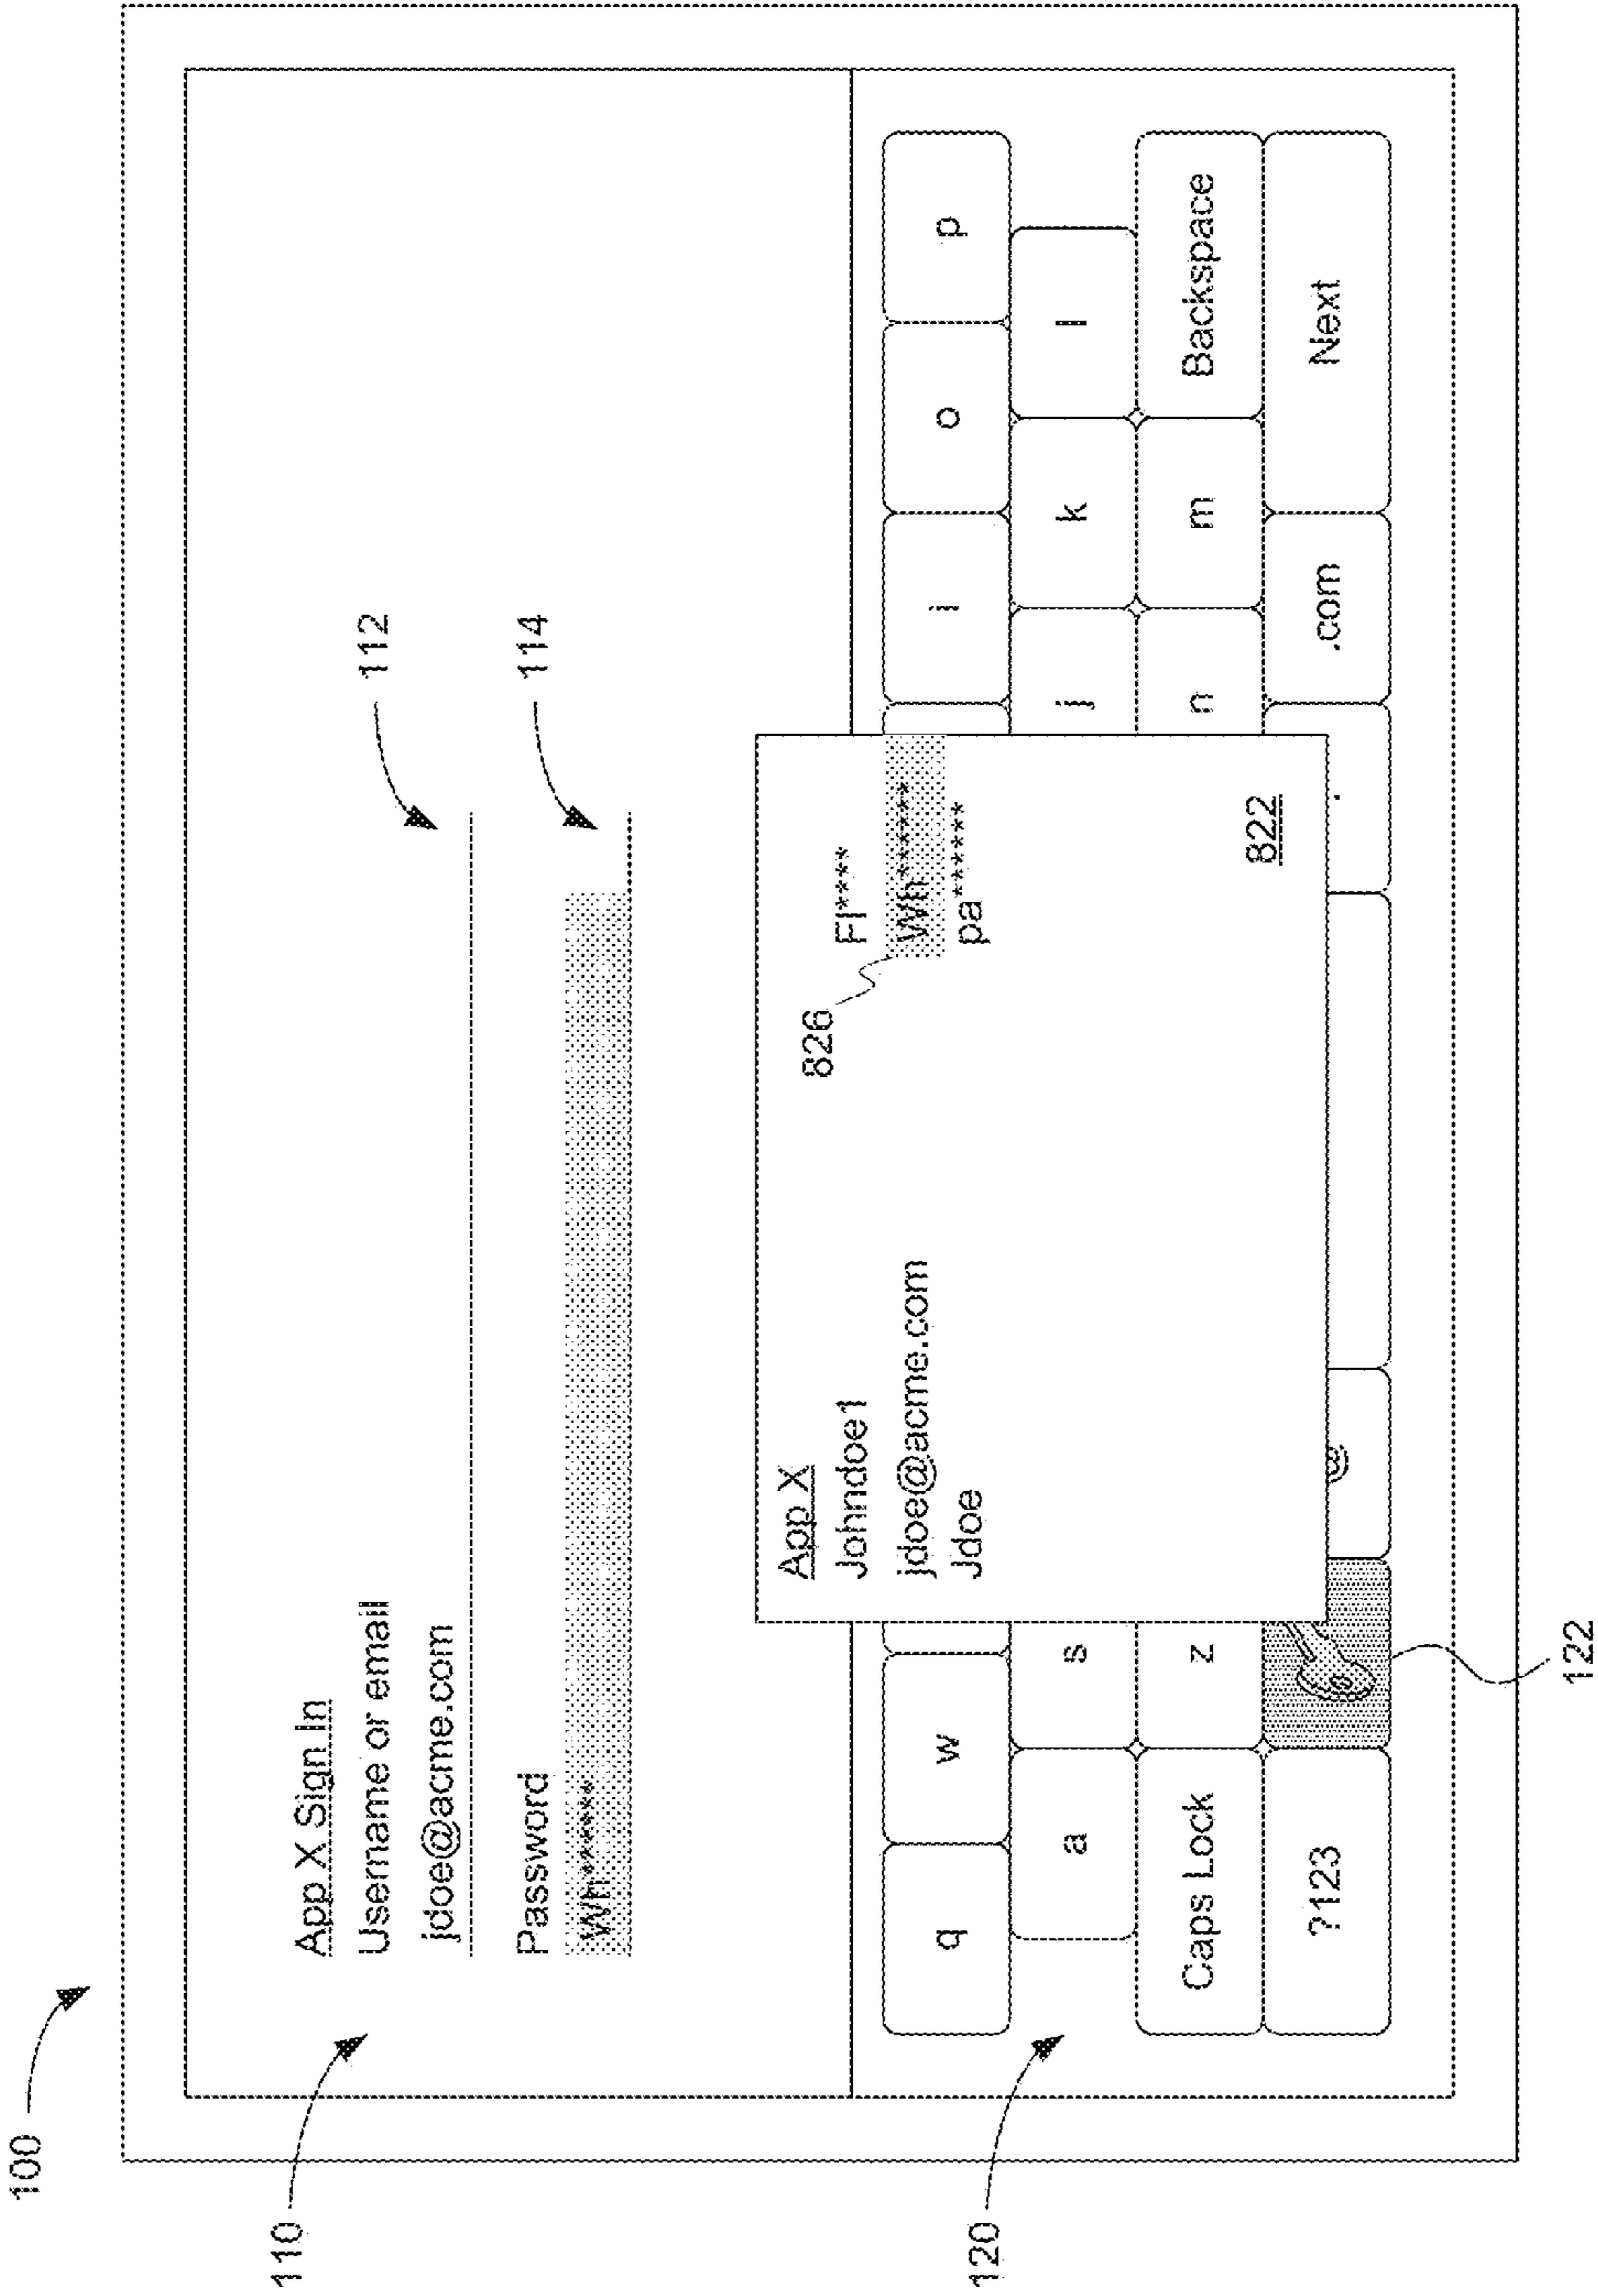 100
110
App X Sign In
Username or email
jdoe@acme.com
112
Password
Wh******
114
App X
Johndoe1 Fl****
826
jdoe@acme.com Wh******
Jdoe pa******
822
120
q w i o p
a s j k l
Caps Lock z n m Backspace
?123 @ . .com Next
122